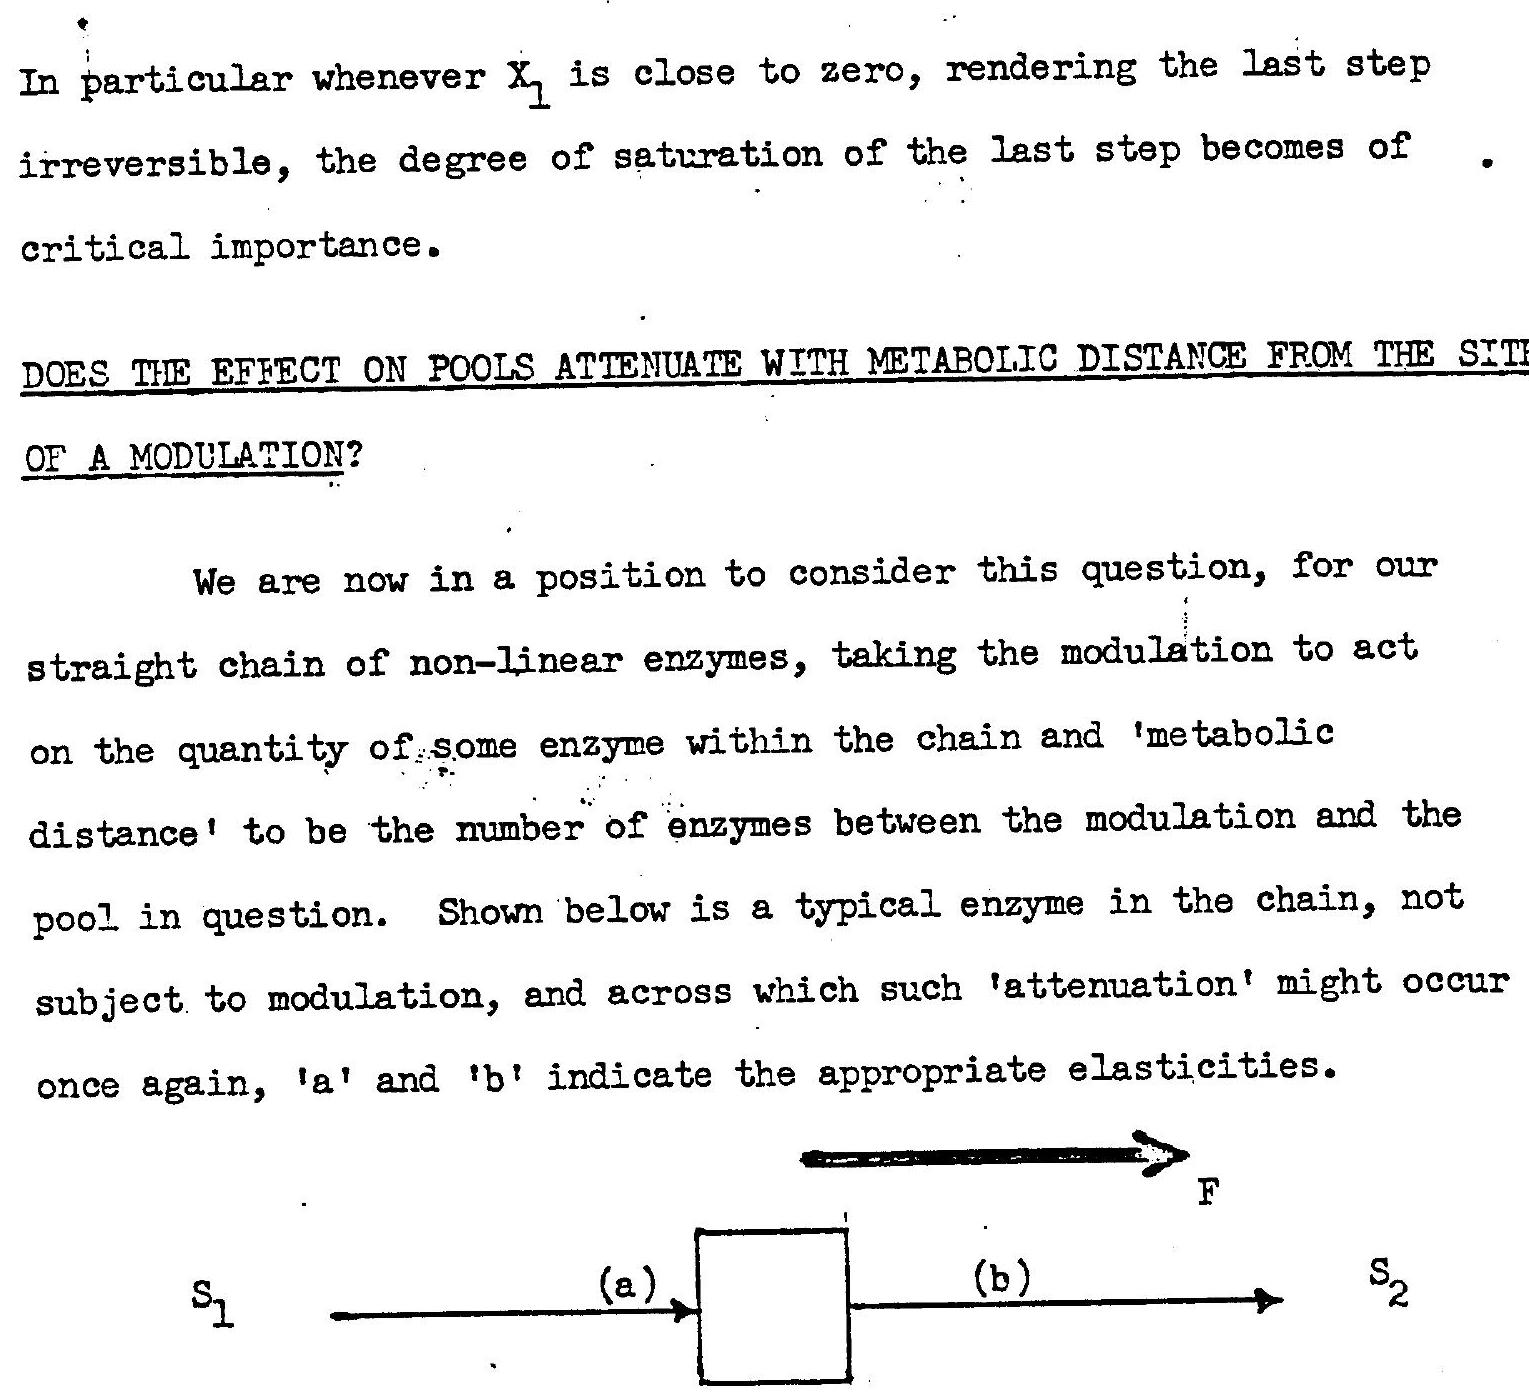 In particular whenever X1 is close to zero, rendering the last step
irreversible, the degree of saturation of the last step becomes of
critical importance.
DOES THE EFFECT ON POOLS ATTENUATE WITH METABOLIC DISTANCE FROM THE SITE
OF A MODULATION?
We are now in a position to consider this question, for our
straight chain of non-linear enzymes, taking the modulation to act
on the quantity of some enzyme within the chain and 'metabolic
distance' to be the number of enzymes between the modulation and the
pool in question. Shown below is a typical enzyme in the chain, not
subject to modulation, and across which such 'attenuation' might occur
once again, 'a' and 'b' indicate the appropriate elasticities.
F
S1 (a) (b) S2